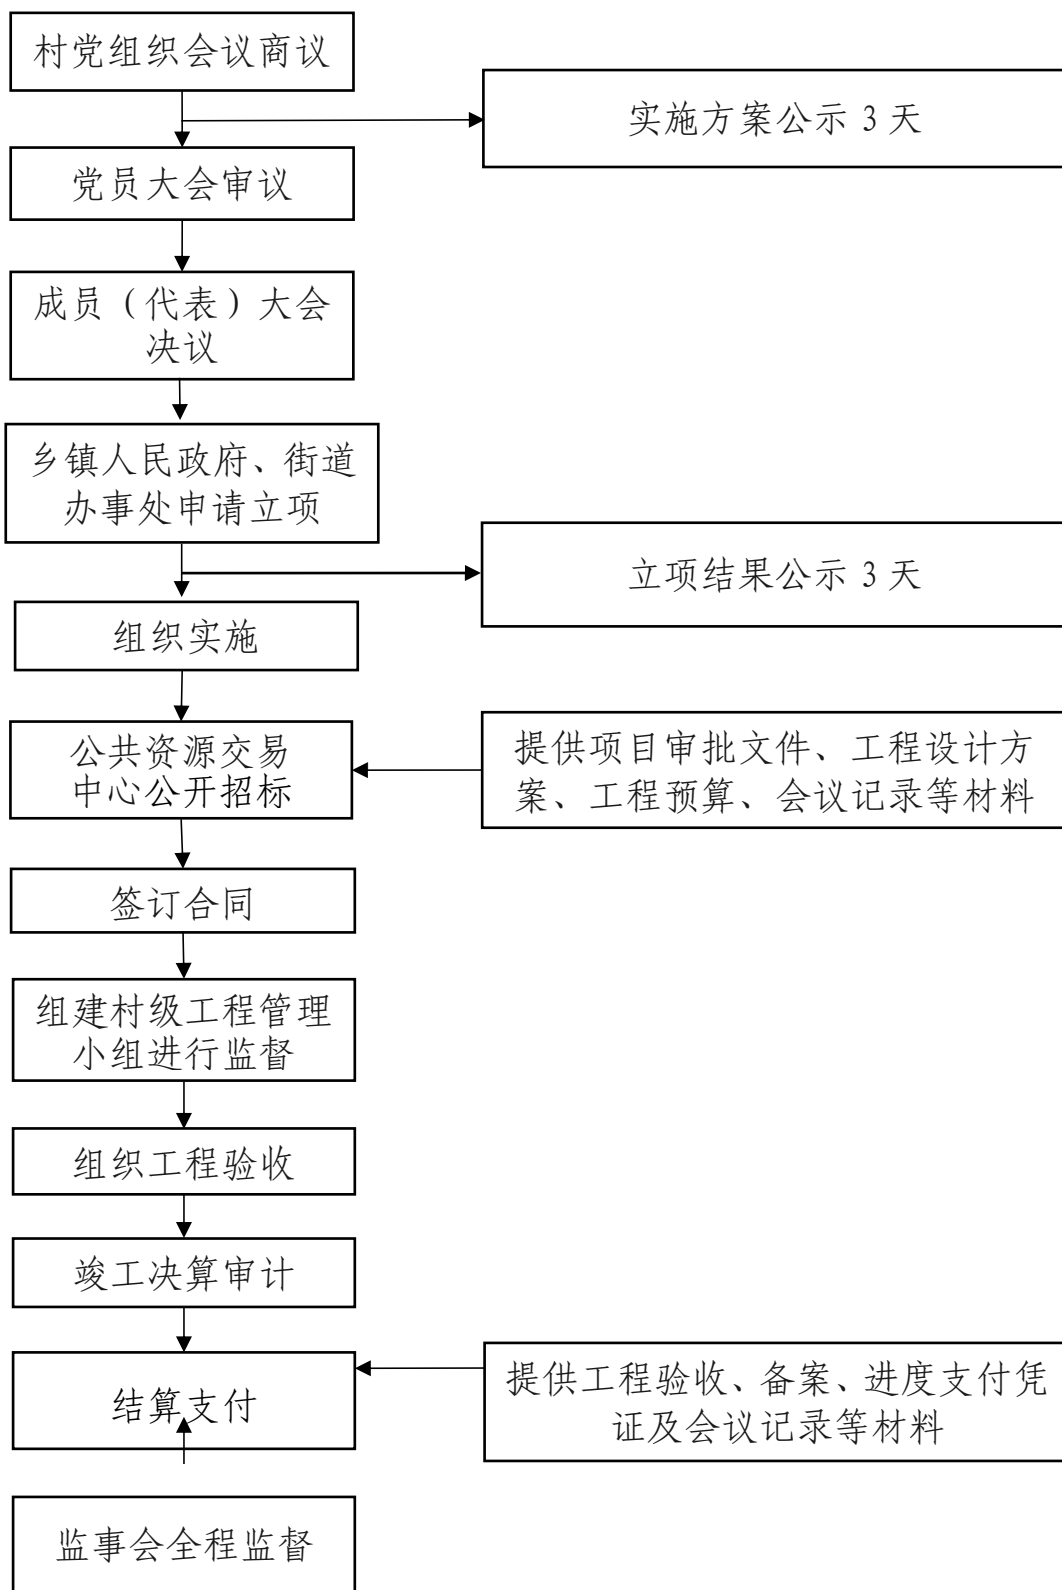 村党组织会议商议
实施方案公示 3 天
党员大会审议
成员（代表）大会
决议
乡镇人民政府、街道
办事处申请立项
立项结果公示 3 天
组织实施
公共资源交易
中心公开招标
提供项目审批文件、工程设计方
案、工程预算、会议记录等材料
签订合同
组建村级工程管理
小组进行监督
组织工程验收
竣工决算审计
结算支付
提供工程验收、备案、进度支付凭
证及会议记录等材料
监事会全程监督